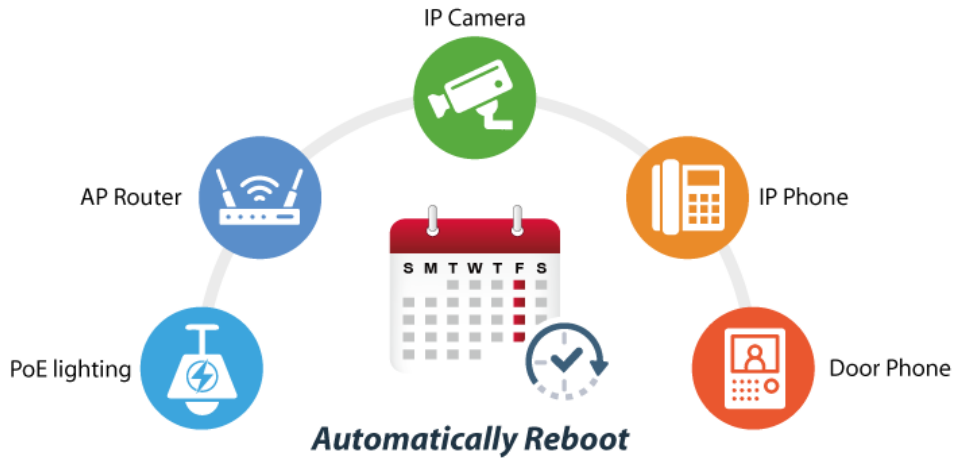 IP Camera
AP Router
IP Phone
S M T W T F S
PoE lighting
Door Phone
Automatically Reboot